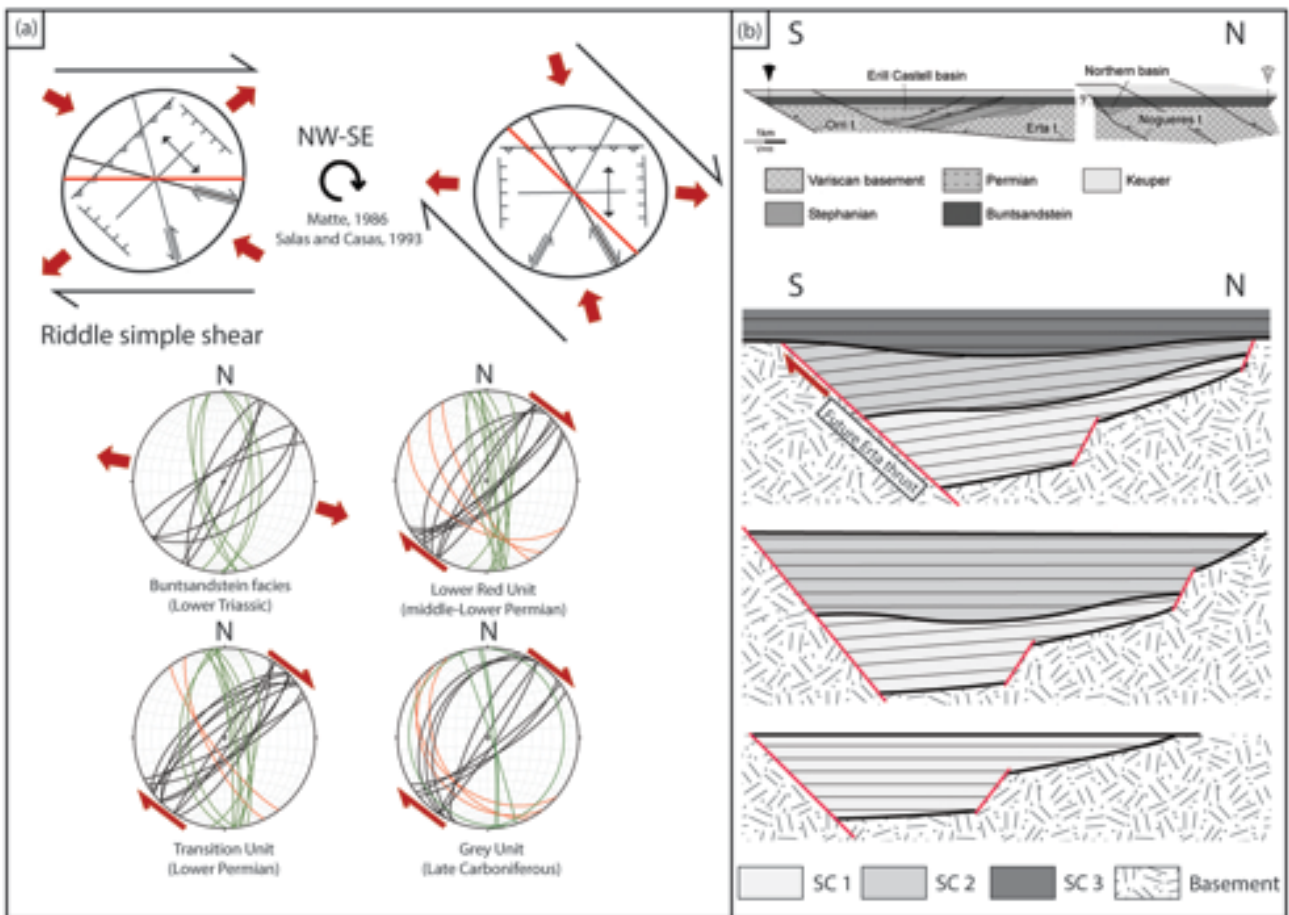 (a)
NW-SE
Matte, 1986
Salas and Casas, 1993
Riddle simple shear
N
Buntsandstein facies
(Lower Triassic)
N
Lower Red Unit
(middle-Lower Permian)
N
Transition Unit
(Lower Permian)
N
Grey Unit
(Late Carboniferous)
(b)
S N
Erill Castell basin
Northern basin
?
Orri t.
Erta t.
Nogueres t.
1km
Variscan basement
Permian
Keuper
Stephanian
Buntsandstein
S N
Future Erta thrust
SC 1
SC 2
SC 3
Basement